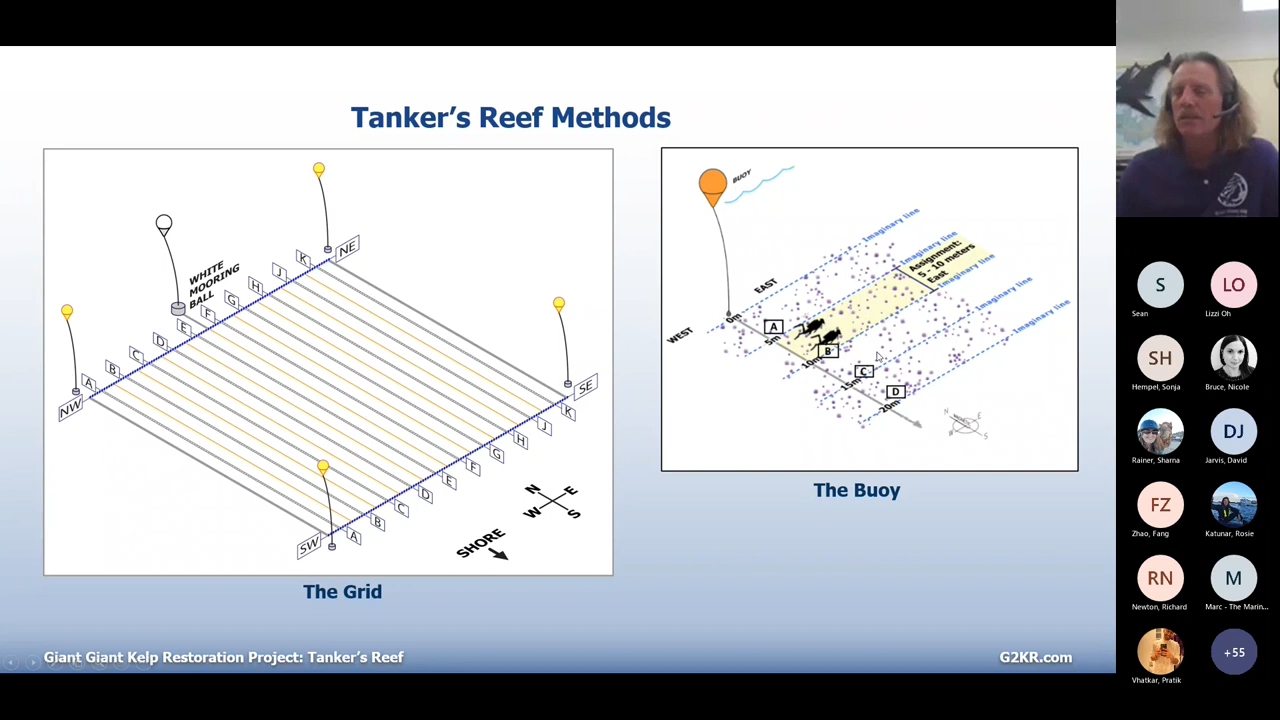 Tanker's Reef Methods
NE
K
J
WHITE
MOORING
BALL
H
G
F
E
D
C
B
A
NW
SE
K
J
H
G
F
E
D
C
B
A
SW
N
E
W
S
SHORE
The Grid
BUOY
Imaginary line
Imaginary line
Assignment:
5 - 10 meters
East
Imaginary line
Imaginary line
Imaginary line
EAST
WEST
0m
A
5m
B
10m
C
15m
D
20m
N
E
S
The Buoy
Giant Giant Kelp Restoration Project: Tanker's Reef
G2KR.com
S
LO
Sean
Lizzi Oh
SH
Hempel, Sonja
Bruce, Nicole
DJ
Rainer, Sharna
Jarvis, David
FZ
Zhao, Fang
Katunar, Rosie
RN
M
Newton, Richard
Marc - The Marin...
+55
Vhatkar, Pratik